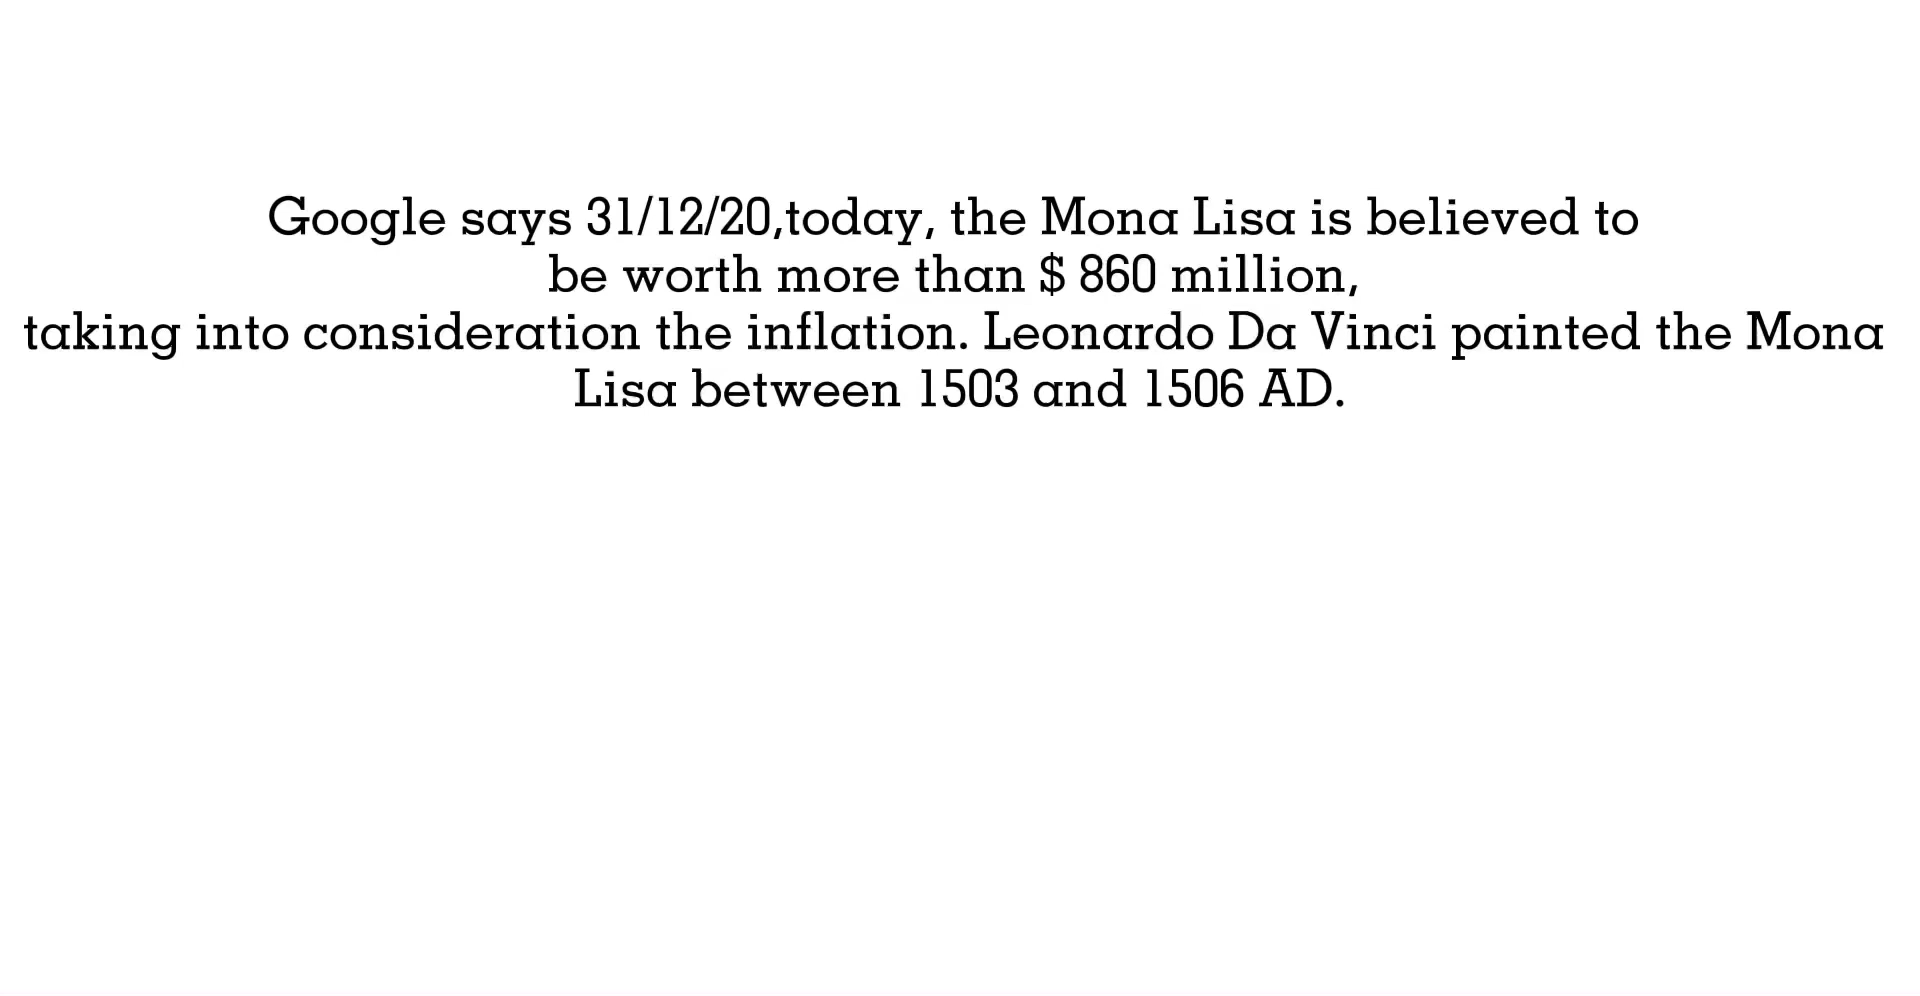 Google says 31/12/20,today, the Mona Lisa is believed to
be worth more than $ 860 million,
taking into consideration the inflation. Leonardo Da Vinci painted the Mona
Lisa between 1503 and 1506 AD.